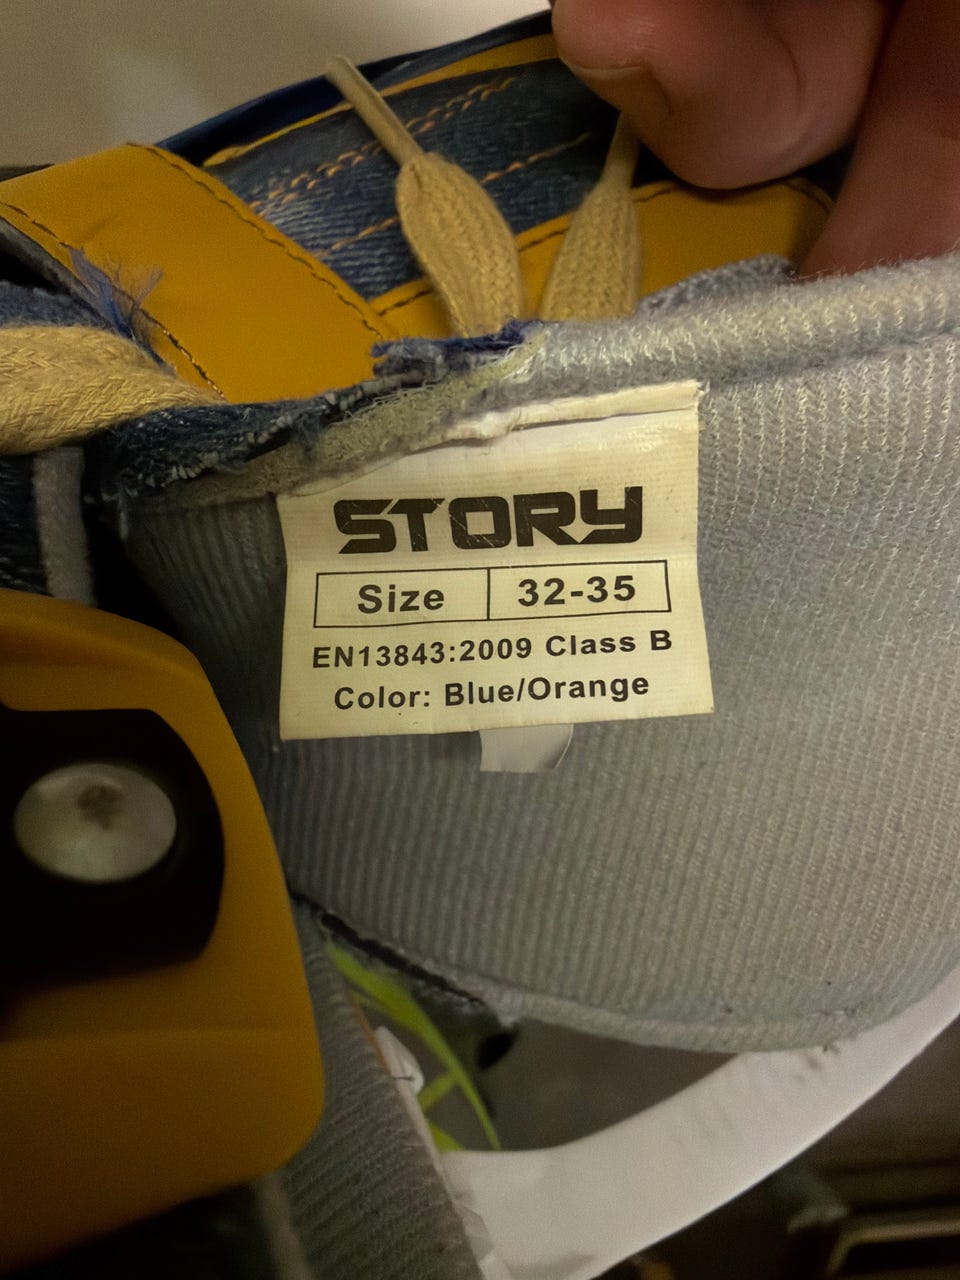 STORY
Size 32-35
EN13843:2009 Class B
Color: Blue/Orange